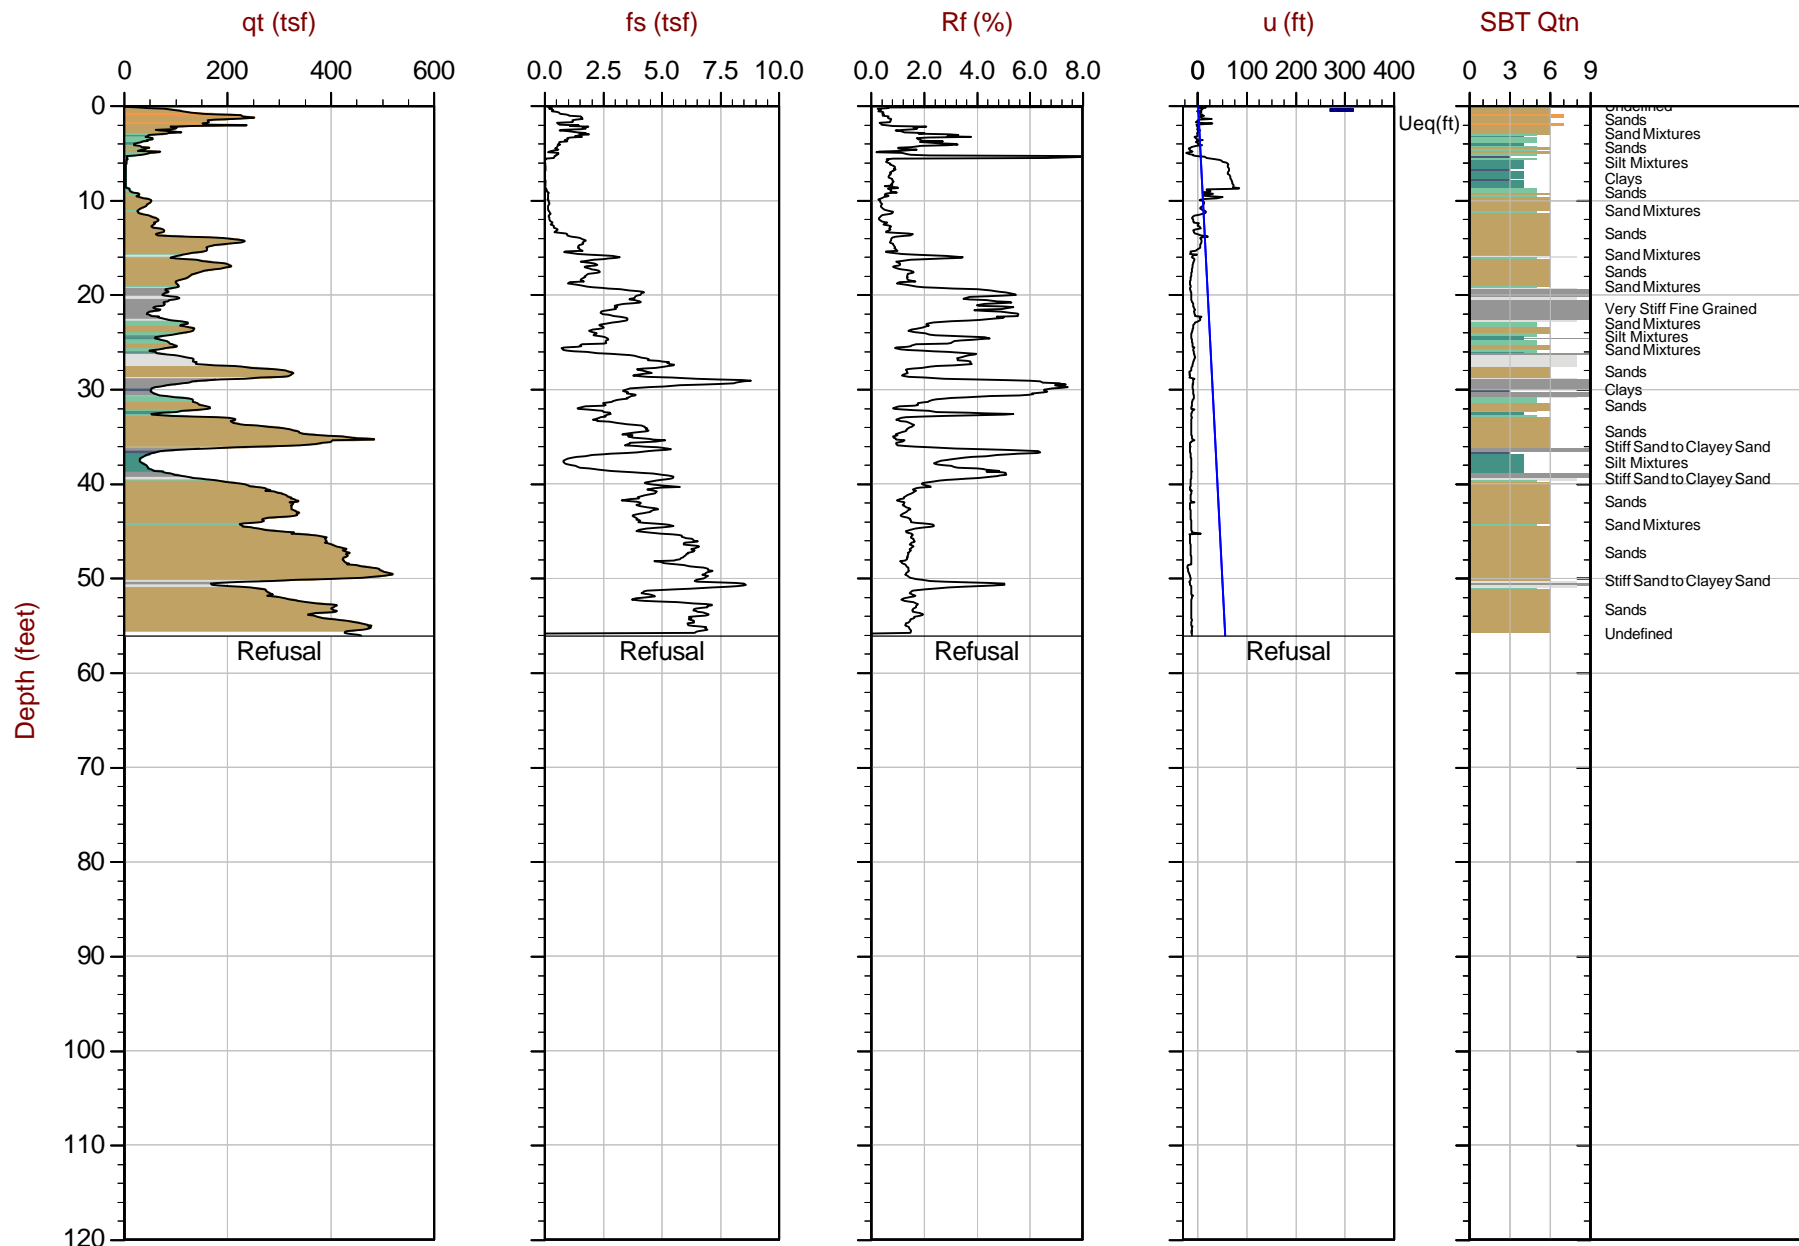 qt (tsf) fs (tsf) Rf (%) u (ft) SBT Qtn
0 200 400 600 0.0 2.5 5.0 7.5 10.0 0.0 2.0 4.0 6.0 8.0 0 100 200 300 400 0 3 6 9
0
Undefined
Ueq(ft)
Sands
Sand Mixtures
Sands
Silt Mixtures
Clays
Sands
10
Sand Mixtures
Sands
Sand Mixtures
Sands
Sand Mixtures
20
Very Stiff Fine Grained
Sand Mixtures
Silt Mixtures
Sand Mixtures
Sands
30
Clays
Sands
Sands
Stiff Sand to Clayey Sand
Silt Mixtures
Stiff Sand to Clayey Sand
40
Sands
Sand Mixtures
Sands
50
Stiff Sand to Clayey Sand
Sands
Undefined
Refusal Refusal Refusal Refusal
60
Depth (feet)
70
80
90
100
110
120